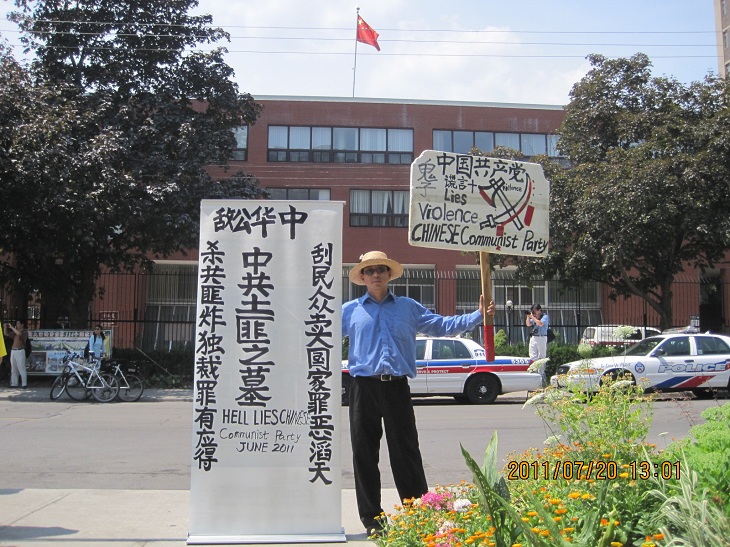 中华公敌
刮民众卖国家罪恶滔天
中共土匪之墓
杀共匪炸独裁罪有应得
HELL LIES CHINESE
Communist Party
JUNE 2011
中国共产党
谎言+
Violence
Lies
Violence
CHINESE Communist Party
POLICE
2011/07/20 13:01